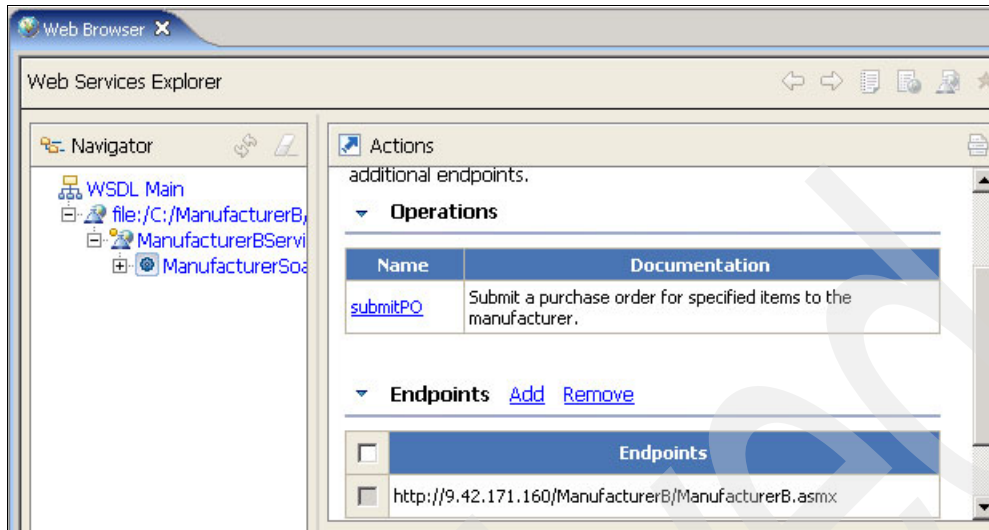 Web Browser
Web Services Explorer
Navigator
WSDL Main
file:/C:/ManufacturerB/
ManufacturerBServi
ManufacturerSoa
Actions
additional endpoints.
Operations
Name Documentation
submitPO Submit a purchase order for specified items to the
manufacturer.
Endpoints Add Remove
Endpoints
http://9.42.171.160/ManufacturerB/ManufacturerB.asmx